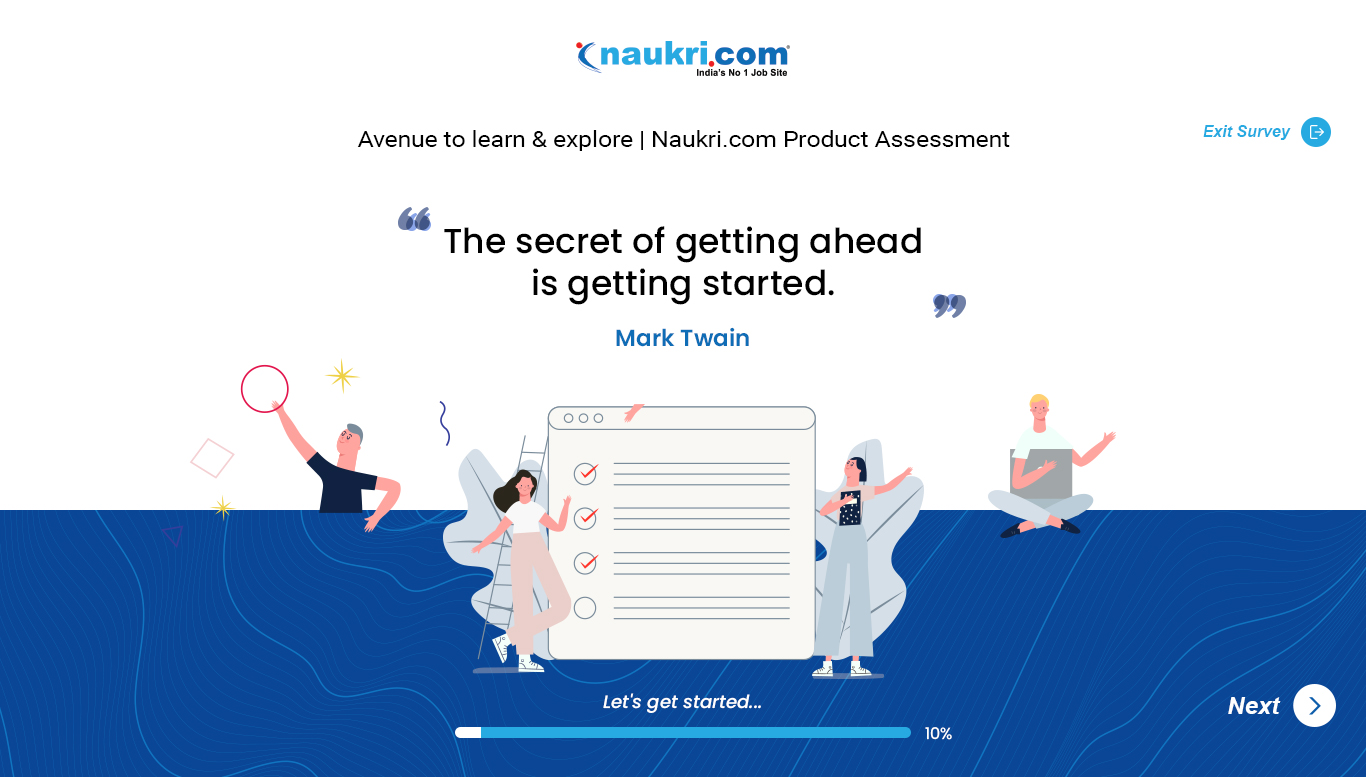 naukri.com
India's No 1 Job Site
Avenue to learn & explore | Naukri.com Product Assessment
Exit Survey
The secret of getting ahead
is getting started.
Mark Twain
Let's get started...
10%
Next